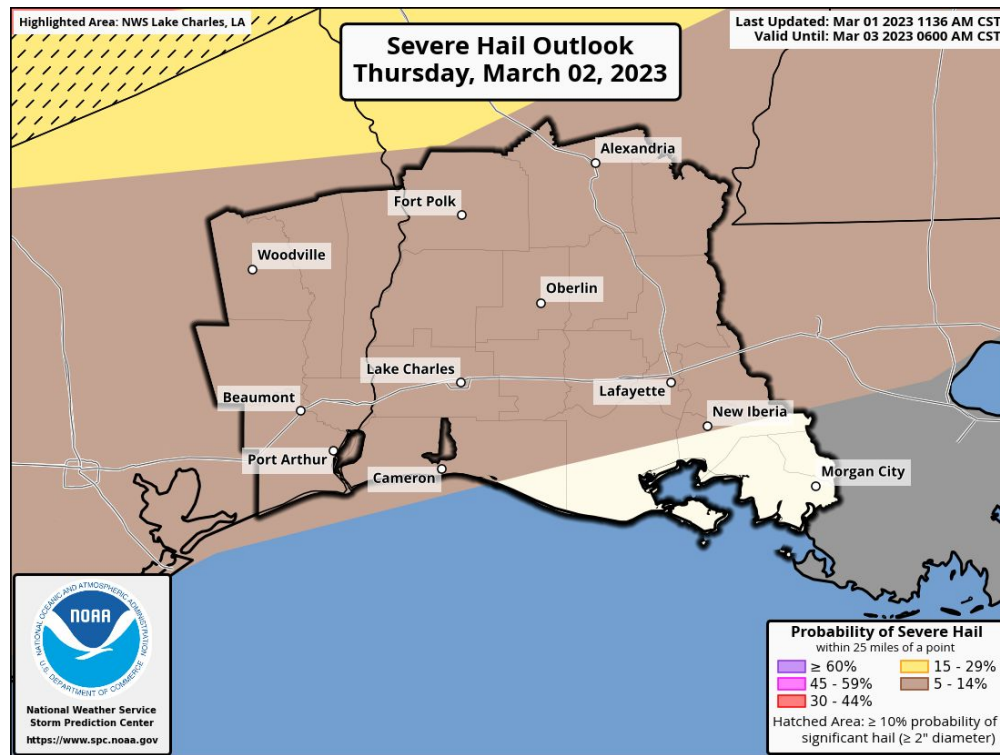 Highlighted Area: NWS Lake Charles, LA
Last Updated: Mar 01 2023 1136 AM CST
Valid Until: Mar 03 2023 0600 AM CST
Severe Hail Outlook
Thursday, March 02, 2023
Alexandria
Fort Polk
Woodville
Oberlin
Lake Charles
Lafayette
Beaumont
New Iberia
Port Arthur
Cameron
Morgan City
NATIONAL OCEANIC AND ATMOSPHERIC ADMINISTRATION
NOAA
U.S. DEPARTMENT OF COMMERCE
National Weather Service
Storm Prediction Center
https://www.spc.noaa.gov
Probability of Severe Hail
within 25 miles of a point
≥ 60% 15 - 29%
45 - 59% 5 - 14%
30 - 44%
Hatched Area: ≥ 10% probability of
significant hail (≥ 2" diameter)